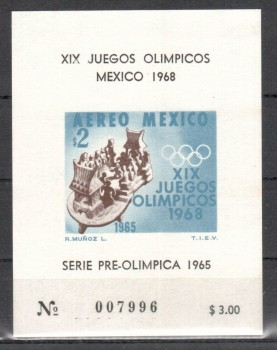 XIX JUEGOS OLIMPICOS
MEXICO 1968
AEREO MEXICO
$2
XIX
JUEGOS
OLIMPICOS
1965 1968
R.MUÑOZ L. T.I.E.V.
SERIE PRE-OLIMPICA 1965
Nº 007996 $ 3.00